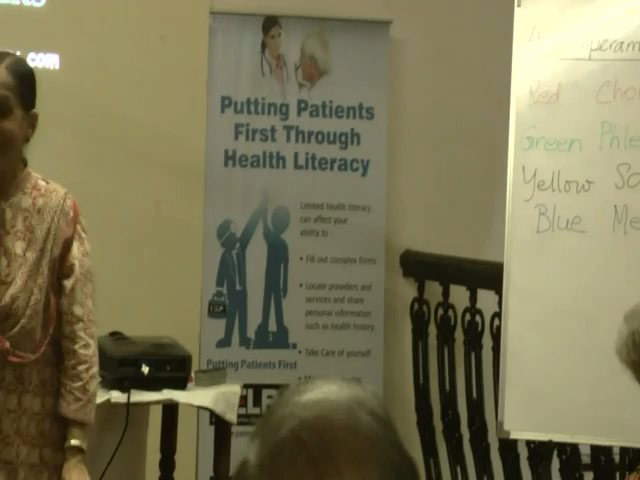 .com
Putting Patients
First Through
Health Literacy
Limited health literacy
can affect your
ability to
• Fill out complex forms
• Locate providers and
services and share
personal information
such as health history
• Take Care of yourself
Putting Patients First
Red
Green Phle
Yellow
Blue Me